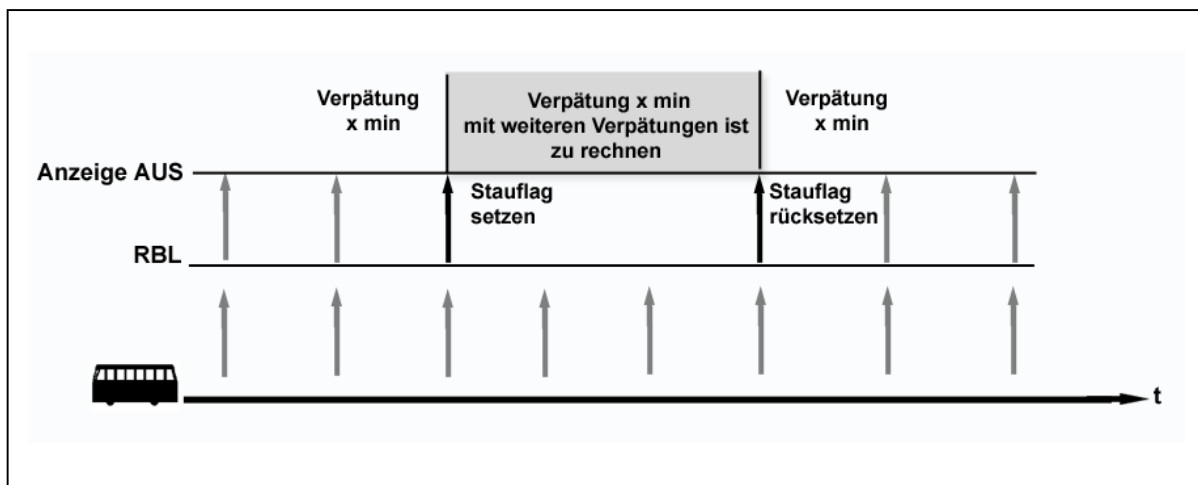 Verpätung
x min
Verpätung x min
mit weiteren Verpätungen ist
zu rechnen
Verpätung
x min
Anzeige AUS
Stauflag
setzen
Stauflag
rücksetzen
RBL
t